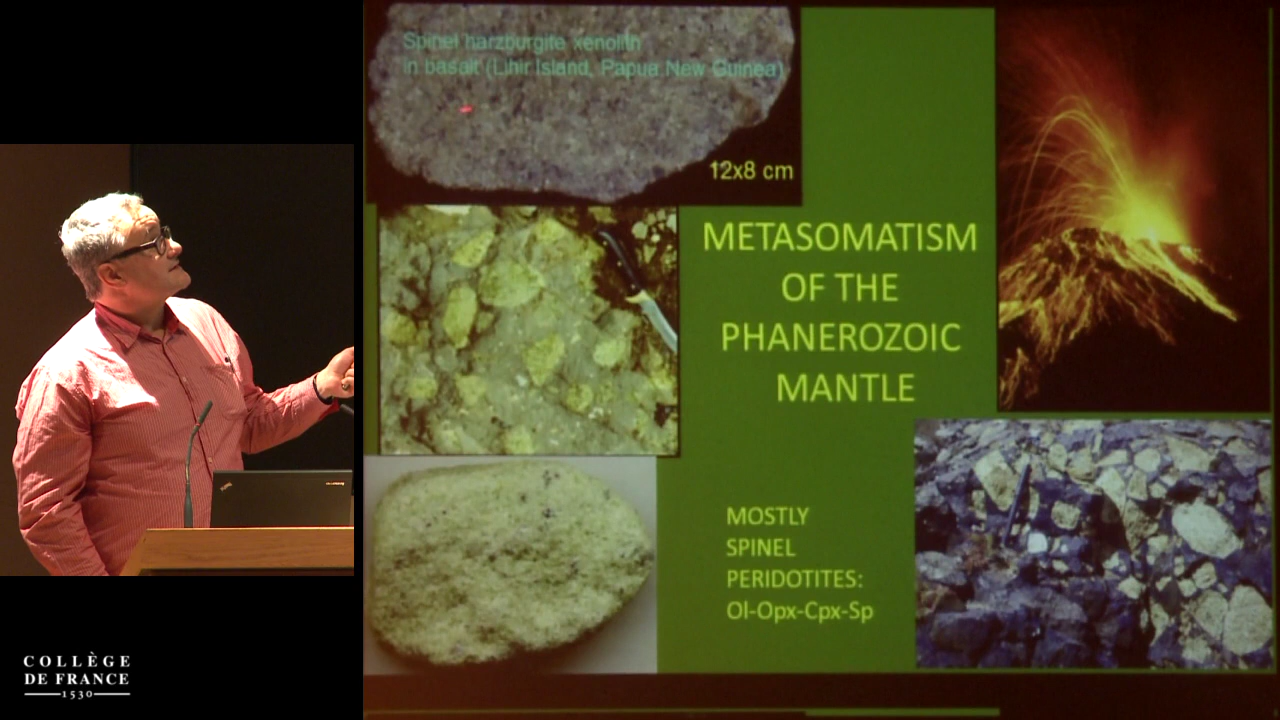 Spinel harzburgite xenolith
in basalt (Lihir Island, Papua New Guinea)
12x8 cm
METASOMATISM
OF THE
PHANEROZOIC
MANTLE
MOSTLY
SPINEL
PERIDOTITES:
Ol-Opx-Cpx-Sp
COLLÈGE
DE FRANCE
1530